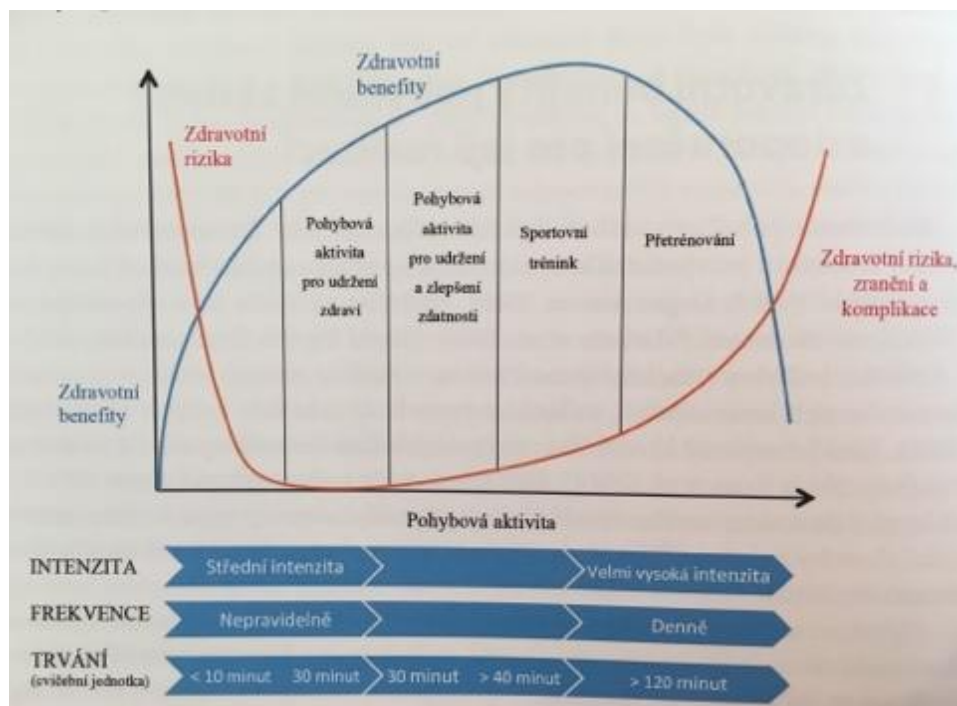 Zdravotní
benefity
Zdravotní
rizika
Pohybová
aktivita
pro udržení
zdraví
Pohybová
aktivita
pro udržení
a zlepšení
zdatnosti
Sportovní
trénink
Přetrénování
Zdravotní rizika,
zranění a
komplikace
Zdravotní
benefity
Pohybová aktivita
INTENZITA
Střední intenzita
Velmi vysoká intenzita
FREKVENCE
Nepravidelně
Denně
TRVÁNÍ
(cvičební jednotka)
< 10 minut 30 minut 30 minut > 40 minut > 120 minut